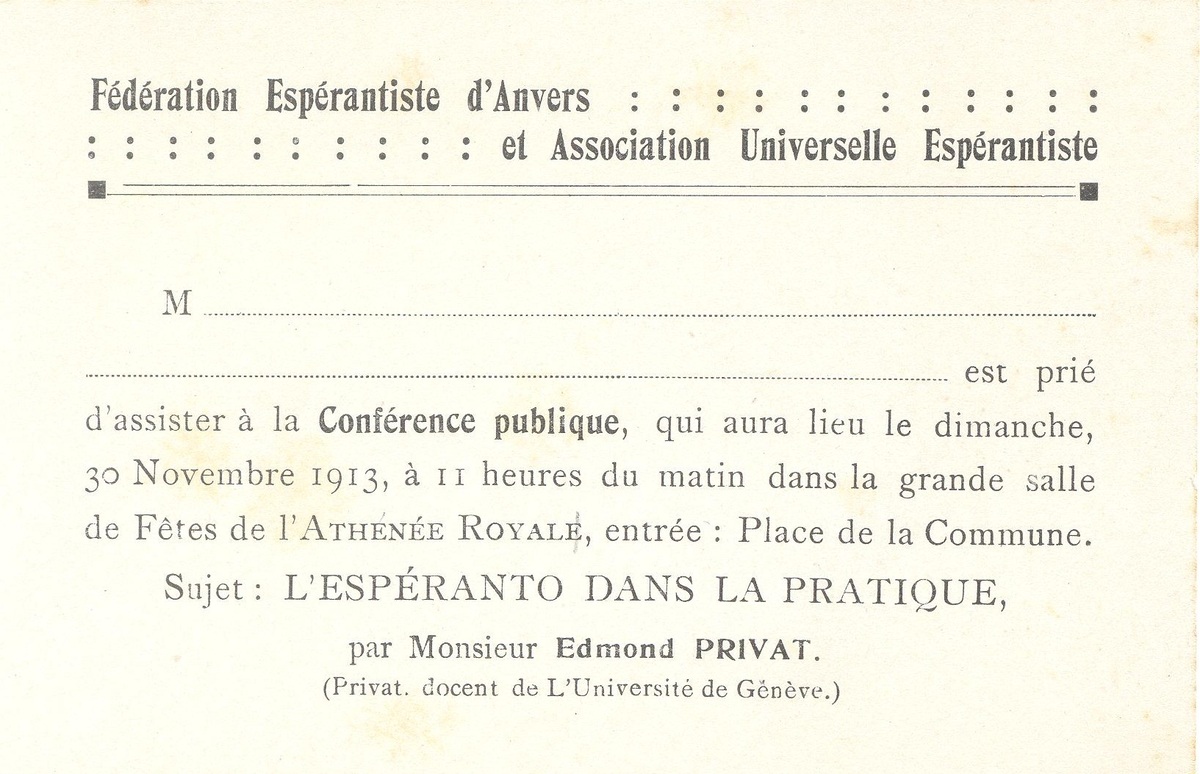 Fédération Espérantiste d'Anvers : : : : : : : : : : : :
: : : : : : : : : : et Association Universelle Espérantiste
M ........................................
........................................ est prié
d'assister à la Conférence publique, qui aura lieu le dimanche,
30 Novembre 1913, à 11 heures du matin dans la grande salle
de Fêtes de l'ATHÉNÉE ROYALE, entrée : Place de la Commune.
Sujet : L'ESPÉRANTO DANS LA PRATIQUE,
par Monsieur Edmond PRIVAT.
(Privat. docent de L'Université de Génève.)